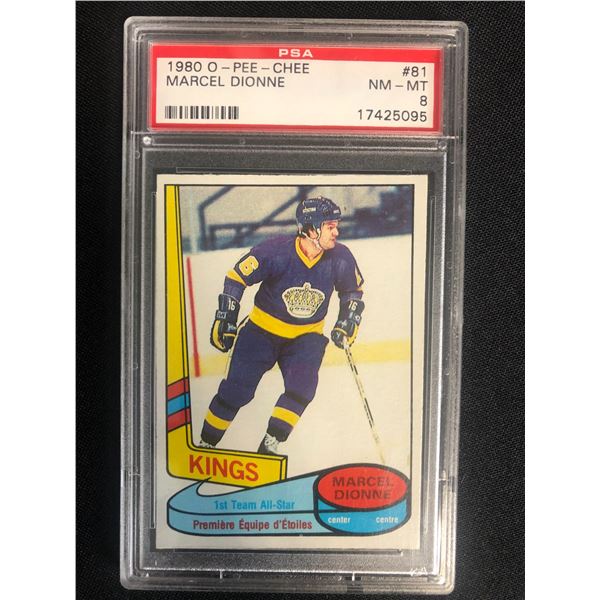 PSA
1980 O-PEE-CHEE #81
MARCEL DIONNE NM-MT
8
17425095
16
16
16
KINGS
MARCEL
DIONNE
1st Team All-Star
center centre
Première Équipe d'Étoiles